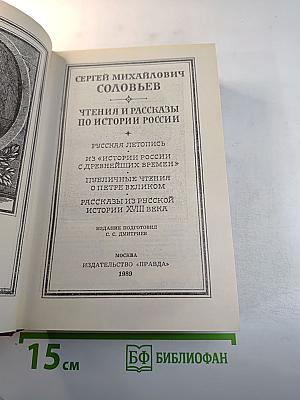 СЕРГЕЙ МИХАЙЛОВИЧ
СОЛОВЬЕВ
ЧТЕНИЯ И РАССКАЗЫ
ПО ИСТОРИИ РОССИИ
РУССКАЯ ЛЕТОПИСЬ
ИЗ «ИСТОРИИ РОССИИ
С ДРЕВНЕЙШИХ ВРЕМЕН»
ПУБЛИЧНЫЕ ЧТЕНИЯ
О ПЕТРЕ ВЕЛИКОМ
РАССКАЗЫ ИЗ РУССКОЙ
ИСТОРИИ XVIII ВЕКА
ИЗДАНИЕ ПОДГОТОВИЛ
С. С. ДМИТРИЕВ
МОСКВА
ИЗДАТЕЛЬСТВО «ПРАВДА»
1989
15 см
БФ БИБЛИОФАН